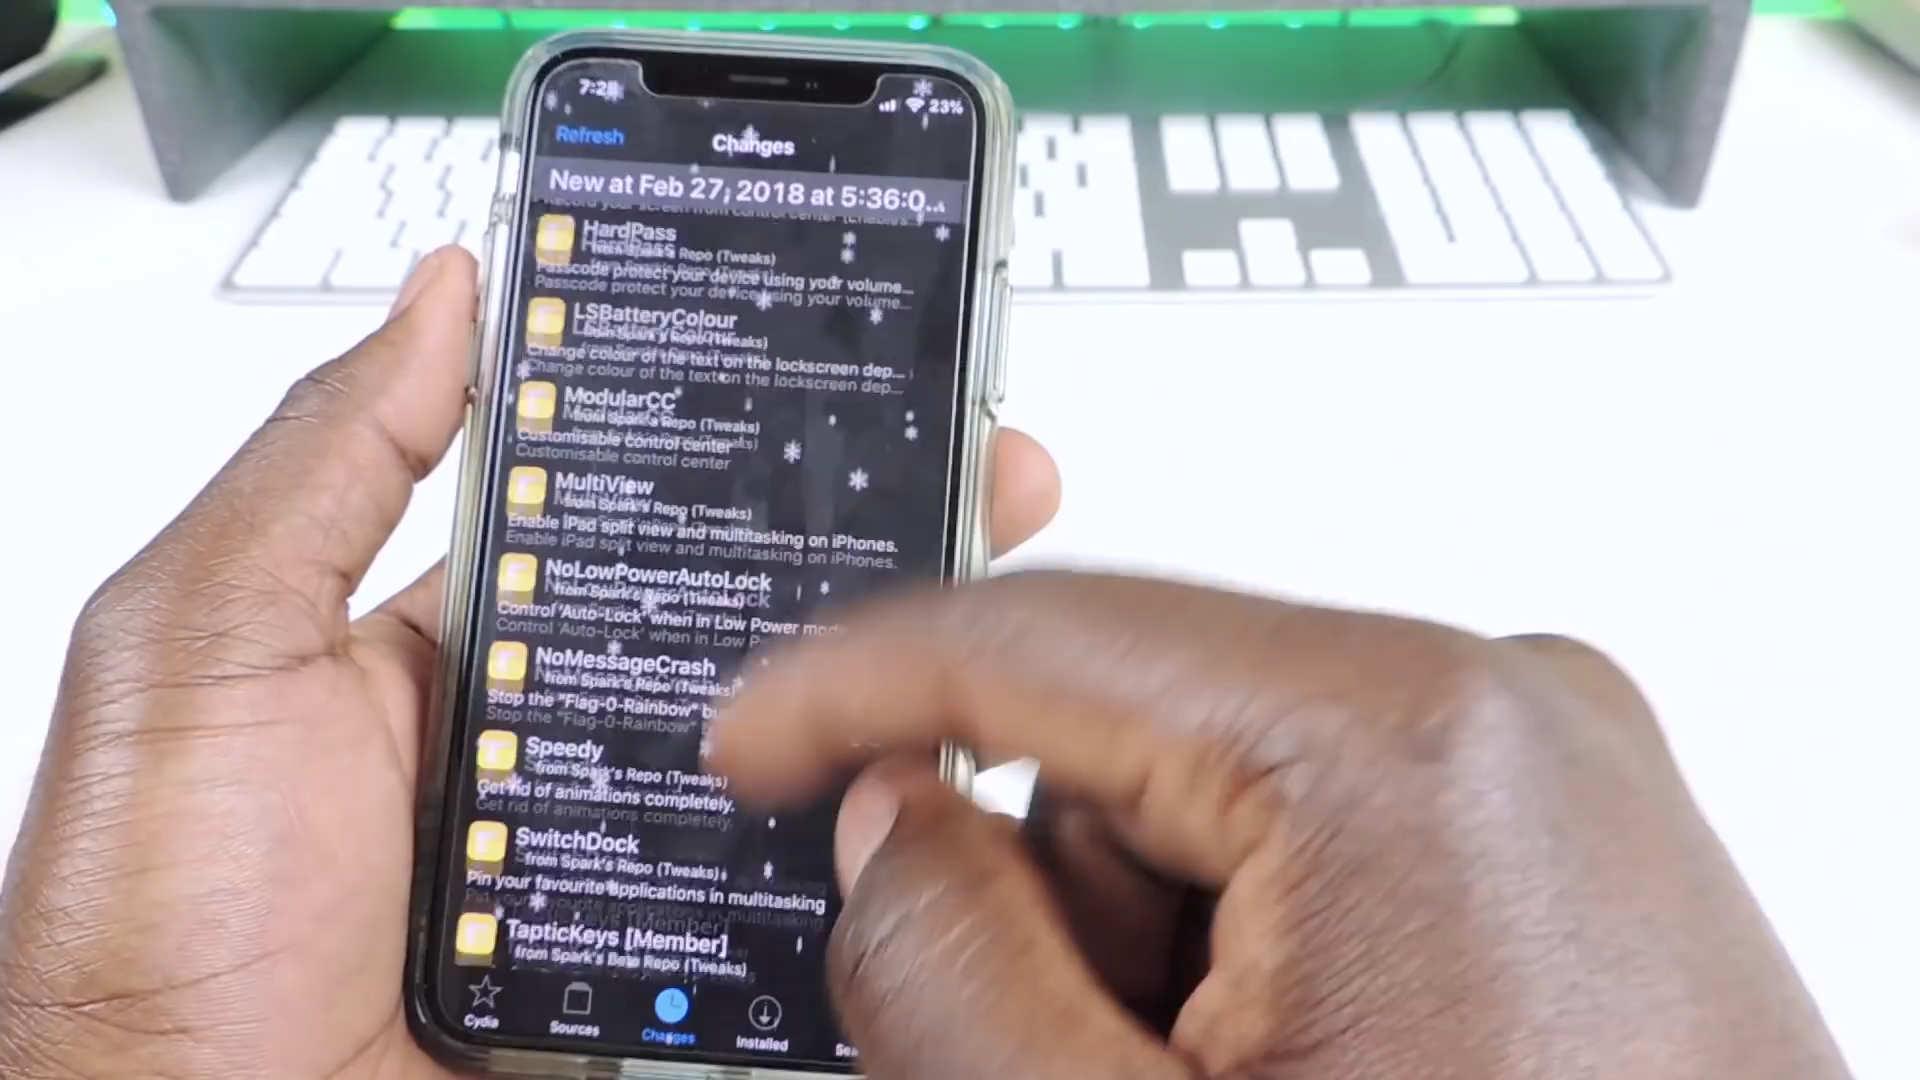 23%
Refresh
Changes
New at Feb 27, 2018 at 5:36:0...
HardPass
from Spark's Repo (Tweaks)
Passcode protect your device using your volume...
LSBatteryColour
from Spark's Repo (Tweaks)
Change colour of the text on the lockscreen dep...
ModularCC
from Spark's Repo (Tweaks)
Customisable control center
MultiView
from Spark's Repo (Tweaks)
Enable iPad split view and multitasking on iPhones.
NoLowPowerAutoLock
from Spark's Repo (Tweaks)
Control 'Auto-Lock' when in Low Power
NoMessageCrash
from Spark's Repo (Tweaks)
Stop the "Flag-0-Rainbow"
Speedy
from Spark's Repo (Tweaks)
Get rid of animations completely.
SwitchDock
from Spark's Repo (Tweaks)
Pin your favourite applications in multitasking
TapticKeys [Member]
from Spark's Beta Repo (Tweaks)
Cydia
Sources
Changes
Installed